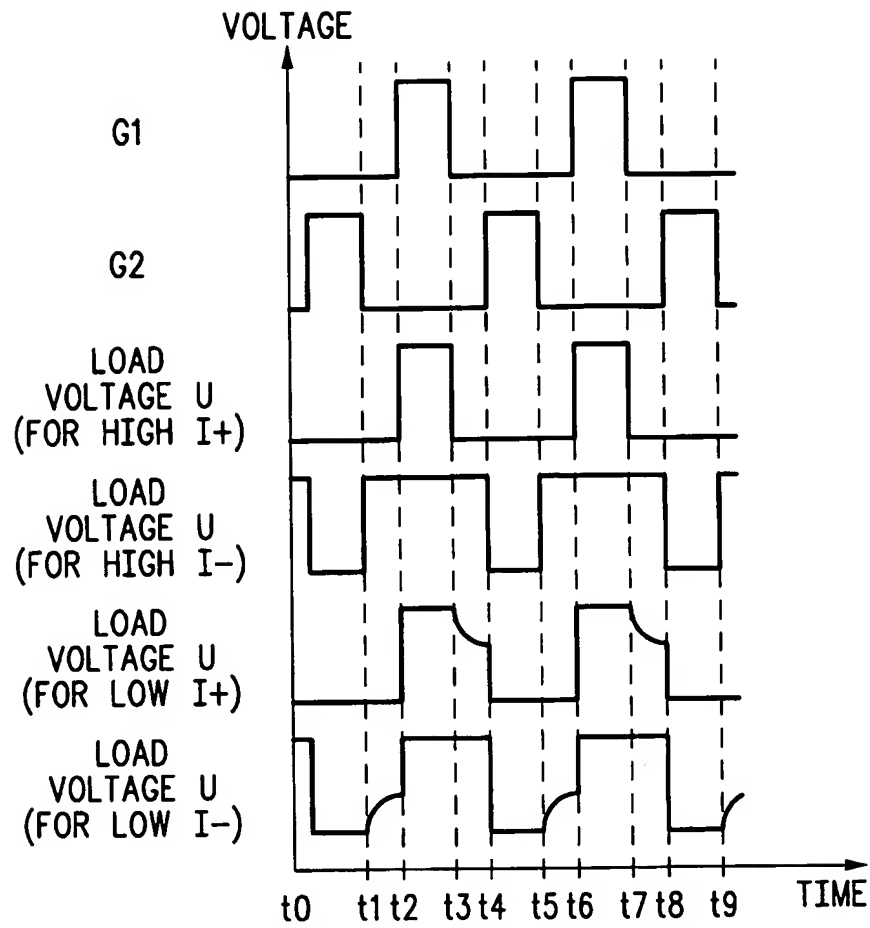 VOLTAGE
G1
G2
LOAD
VOLTAGE U
(FOR HIGH I+)
LOAD
VOLTAGE U
(FOR HIGH I-)
LOAD
VOLTAGE U
(FOR LOW I+)
LOAD
VOLTAGE U
(FOR LOW I-)
t0 t1 t2 t3 t4 t5 t6 t7 t8 t9 TIME